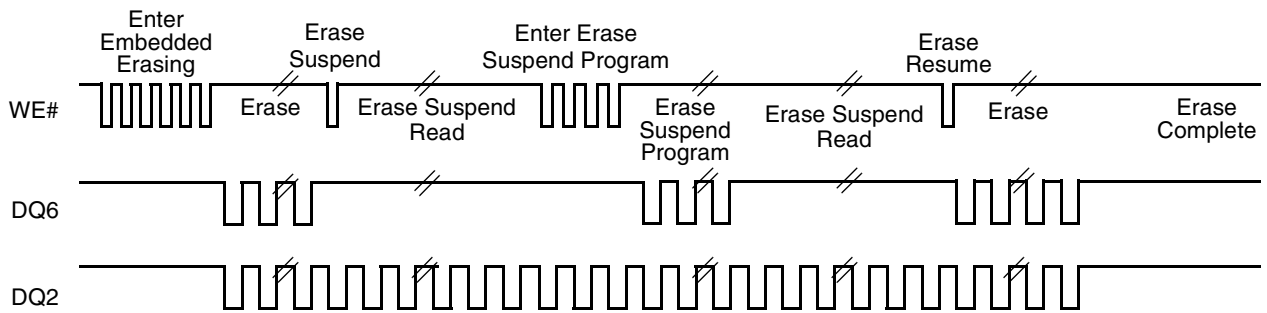 Enter
Embedded
Erasing
Erase
Suspend
Enter Erase
Suspend Program
Erase
Resume
WE#
Erase
Erase Suspend
Read
Erase
Suspend
Program
Erase Suspend
Read
Erase
Erase
Complete
DQ6
DQ2